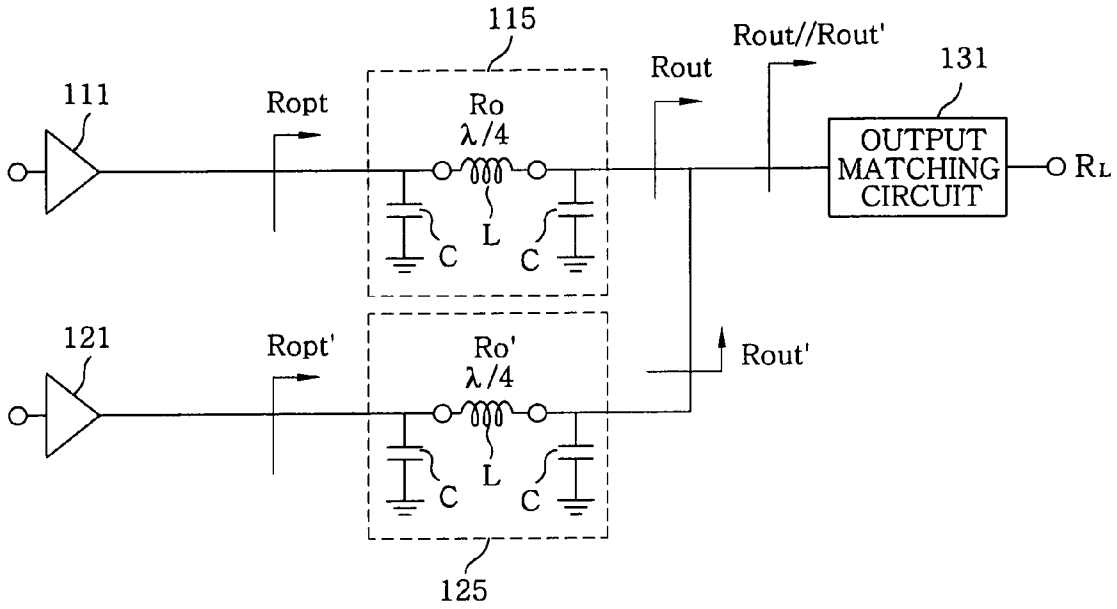 115
Rout//Rout'
131
111
Ropt
Ro
λ/4
Rout
OUTPUT
MATCHING
CIRCUIT
RL
C
L
C
121
Ropt'
Ro'
λ/4
Rout'
C
L
C
125